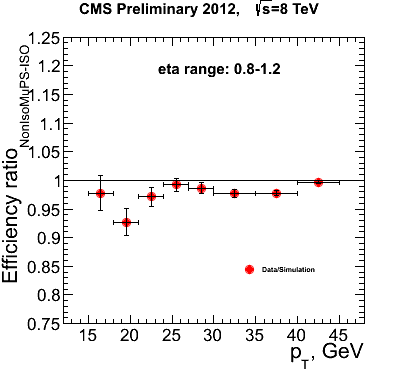 CMS Preliminary 2012, √s=8 TeV
eta range: 0.8-1.2
Efficiency ratio NonIsoMuPS-ISO
1.25
1.2
1.15
1.1
1.05
1
0.95
0.9
0.85
0.8
0.75
Data/Simulation
15 20 25 30 35 40 45
p_T, GeV